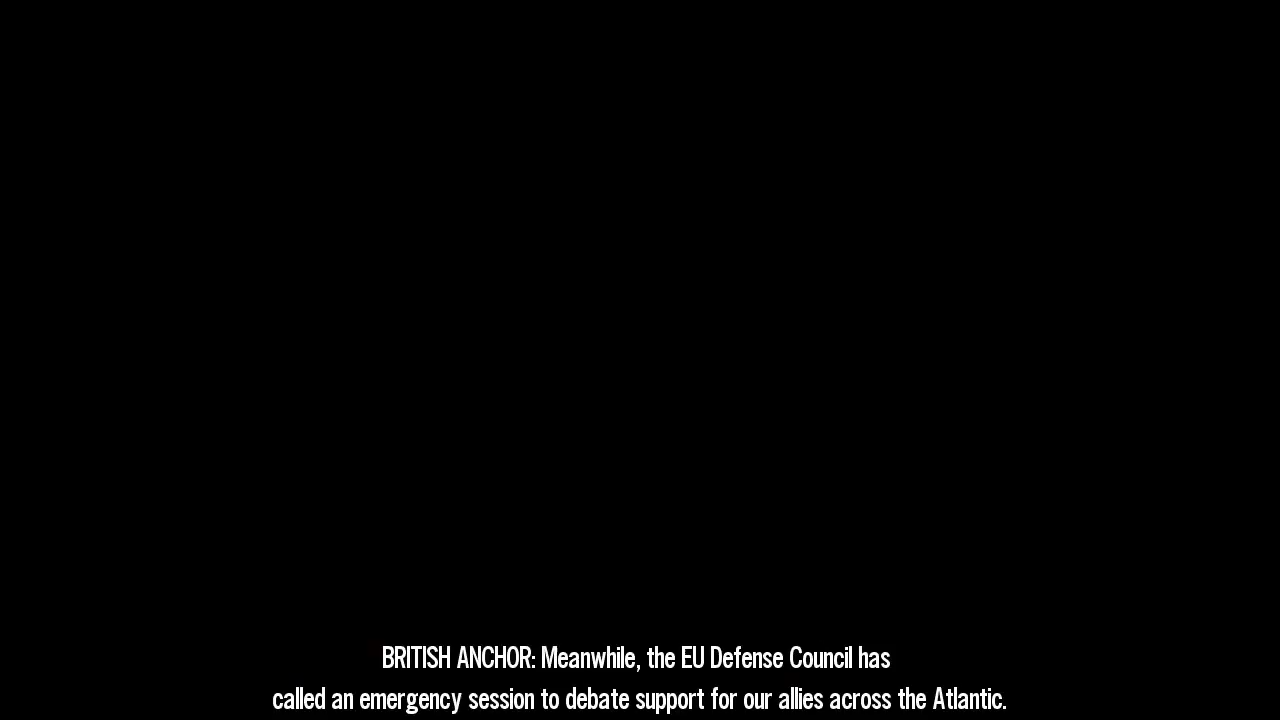 BRITISH ANCHOR: Meanwhile, the EU Defense Council has
called an emergency session to debate support for our allies across the Atlantic.